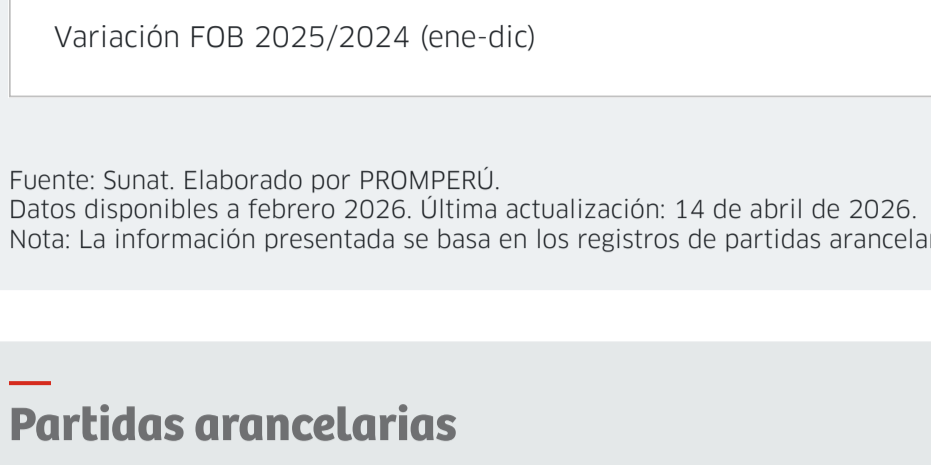 Variación FOB 2025/2024 (ene-dic)
Fuente: Sunat. Elaborado por PROMPERÚ.
Datos disponibles a febrero 2026. Última actualización: 14 de abril de 2026.
Nota: La información presentada se basa en los registros de partidas
Partidas arancelarias